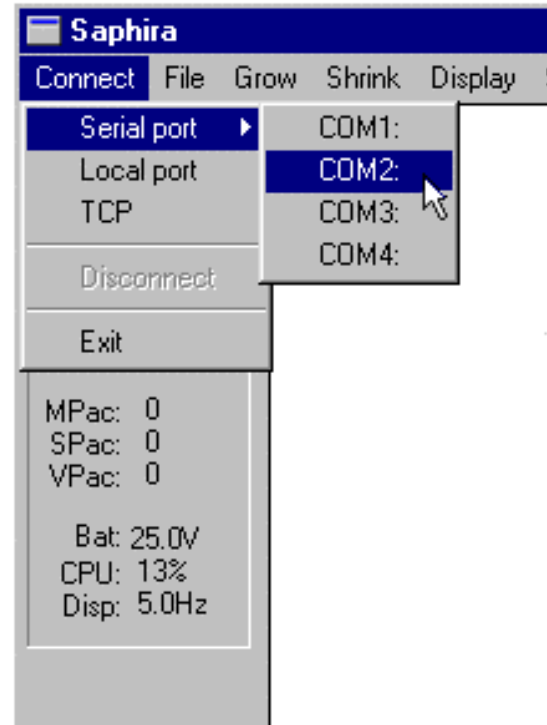 Saphira
Connect File Grow Shrink Display
Serial port COM1:
Local port COM2:
TCP COM3:
COM4:
Disconnect
Exit
MPac: 0
SPac: 0
VPac: 0
Bat: 25.0V
CPU: 13%
Disp: 5.0Hz